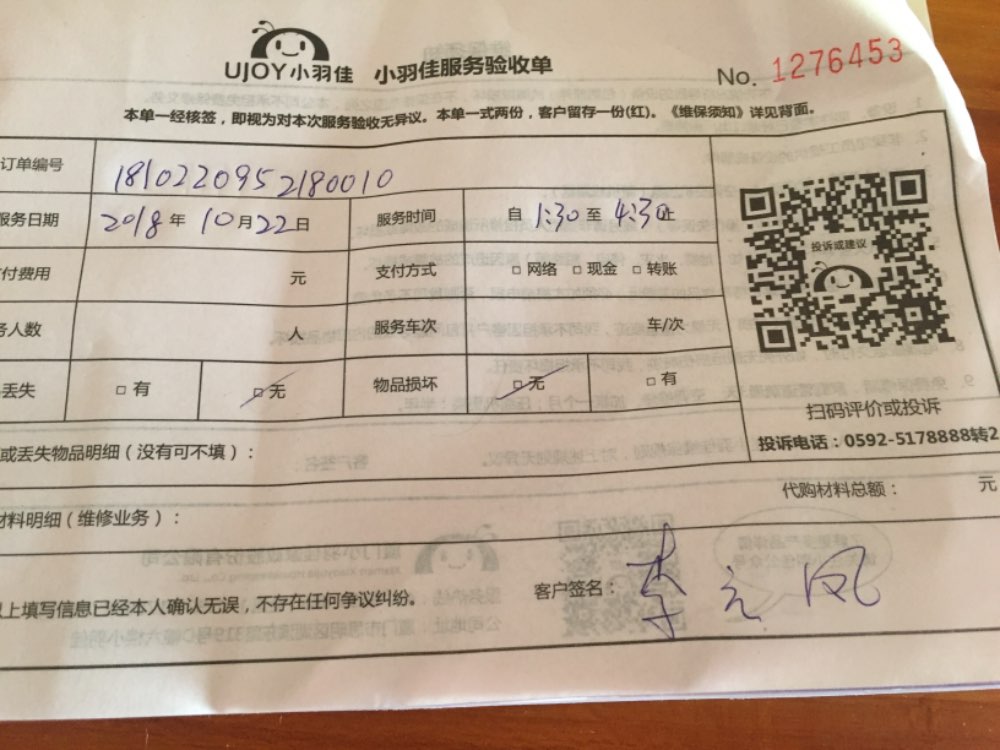 UJOY小羽佳 小羽佳服务验收单 No. 1276453
本单一经核签，即视为对本次服务验收无异议。本单一式两份，客户留存一份(红)。《维保须知》详见背面。
订单编号 1810220952180010
服务日期 2018年10月22日 服务时间 自1:30至4:30止
付费用 元 支付方式 □网络 □现金 □转账
务人数 人 服务车次 车/次
丢失 □有 □无 物品损坏 □无 □有
投诉或建议
扫码评价或投诉
投诉电话：0592-5178888转2
或丢失物品明细（没有可不填）：
代购材料总额： 元
材料明细（维修业务）：
上填写信息已经本人确认无误，不存在任何争议纠纷。 客户签名：